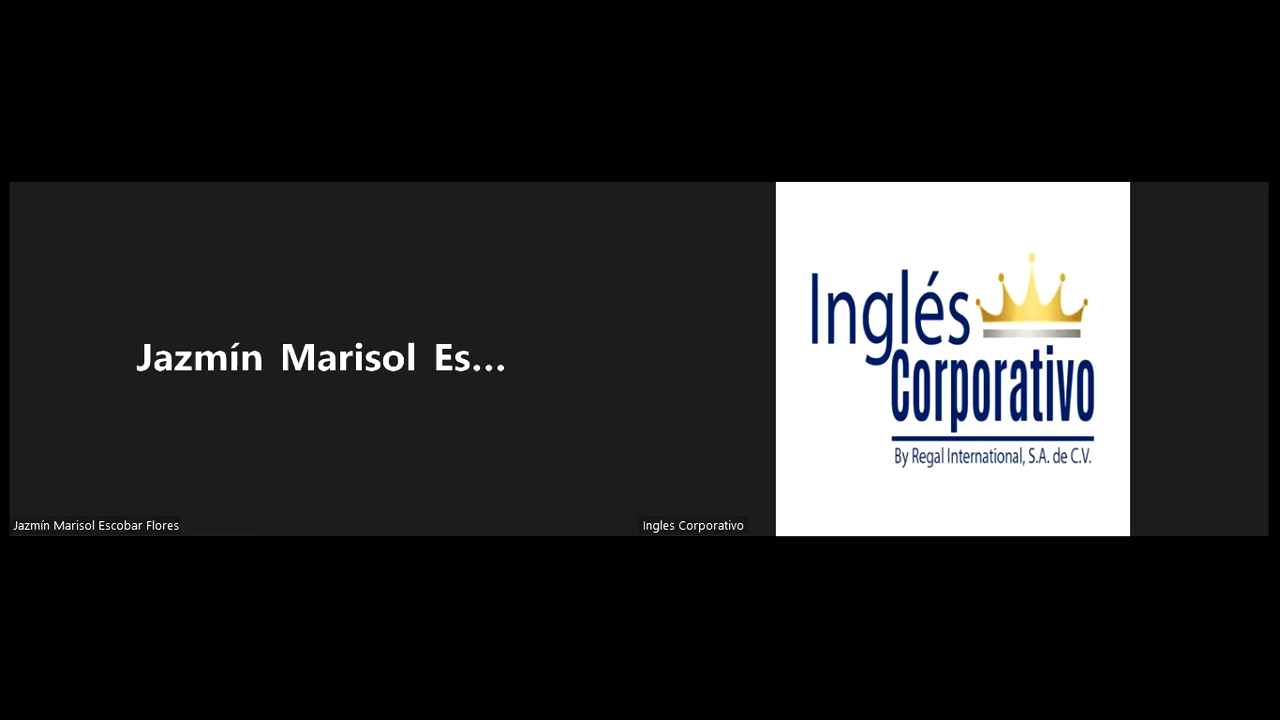 Jazmín Marisol Es...
Jazmín Marisol Escobar Flores
Ingles Corporativo
Inglés
Corporativo
By Regal International, S.A. de C.V.